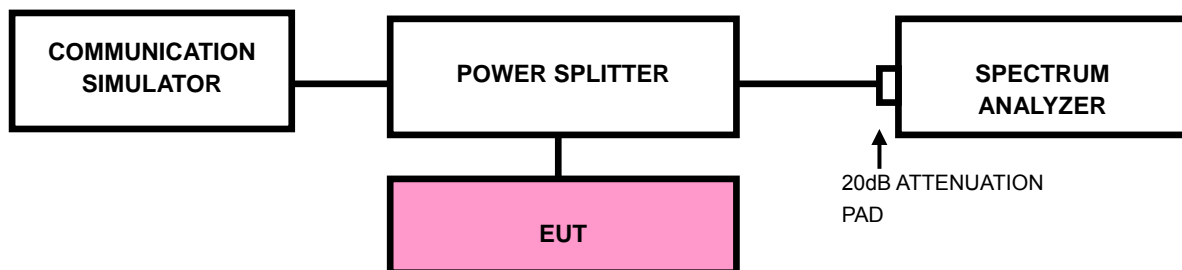 COMMUNICATION
SIMULATOR
POWER SPLITTER
SPECTRUM
ANALYZER
20dB ATTENUATION
PAD
EUT